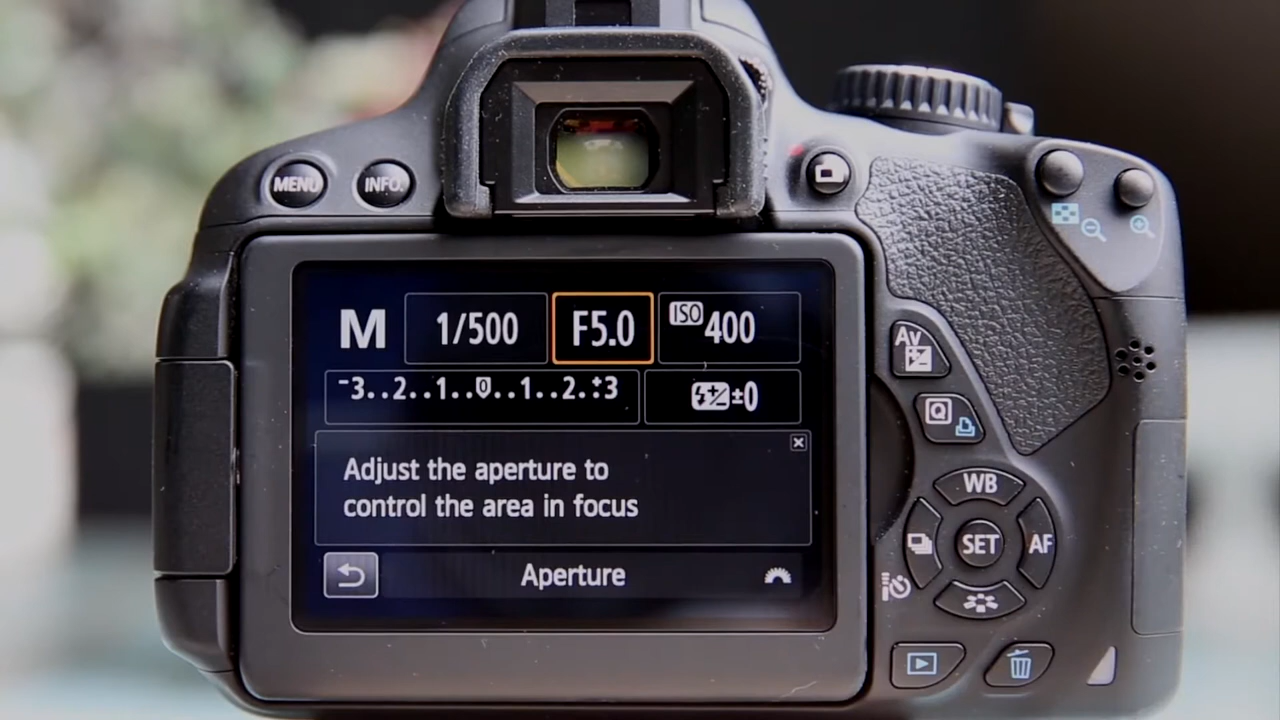 MENU INFO.
M 1/500 F5.0 ISO 400
-3..2..1..0..1..2.:+3 ±0
Adjust the aperture to
control the area in focus
Aperture
Av
Q
WB
SET AF